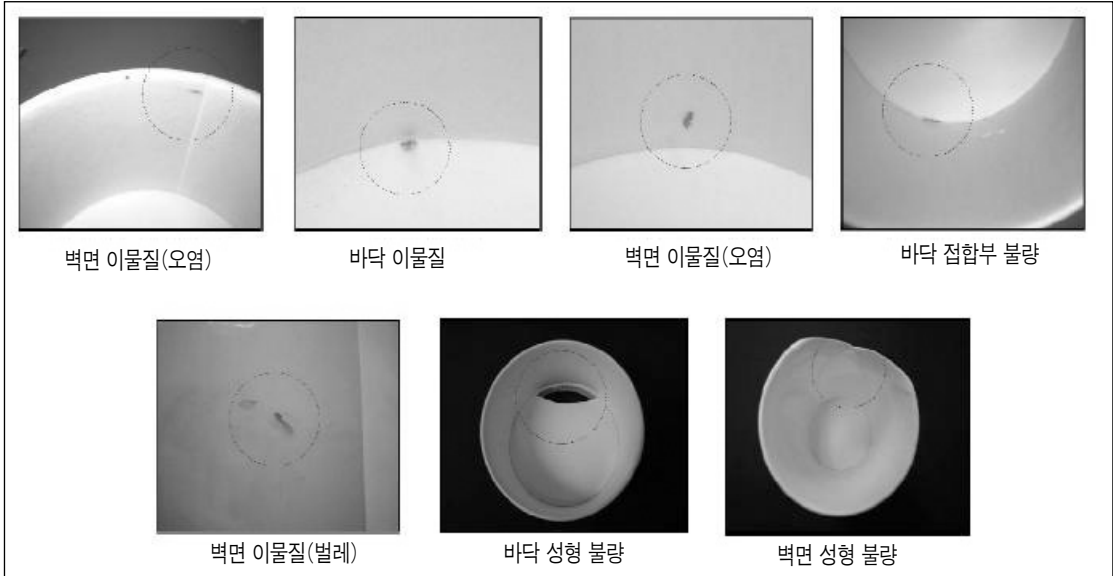 벽면 이물질(오염)
바닥 이물질
벽면 이물질(오염)
바닥 접합부 불량
벽면 이물질(벌레)
바닥 성형 불량
벽면 성형 불량